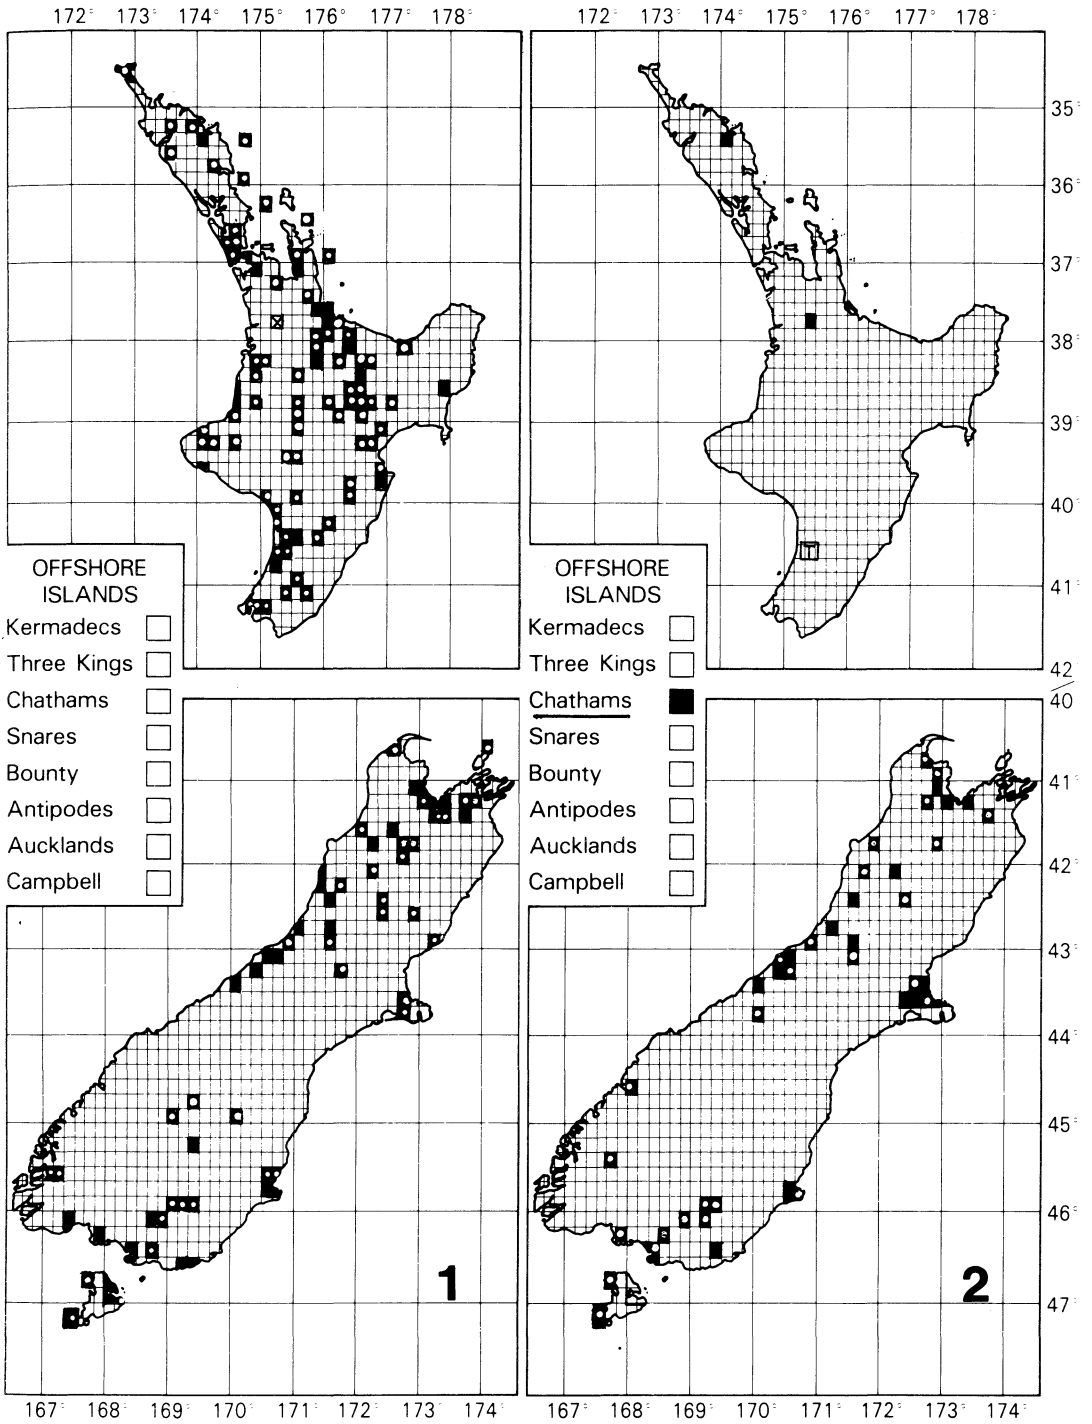 172° 173° 174° 175° 176° 177° 178°
172° 173° 174° 175° 176° 177° 178°
35°
36°
37°
38°
39°
40°
41°
42
40
OFFSHORE
ISLANDS
Kermadecs
Three Kings
Chathams
Snares
Bounty
Antipodes
Aucklands
Campbell
OFFSHORE
ISLANDS
Kermadecs
Three Kings
Chathams
Snares
Bounty
Antipodes
Aucklands
Campbell
T
41°
42°
43°
44°
45°
46°
47°
1
2
167° 168° 169° 170° 171° 172° 173° 174°
167° 168° 169° 170° 171° 172° 173° 174°